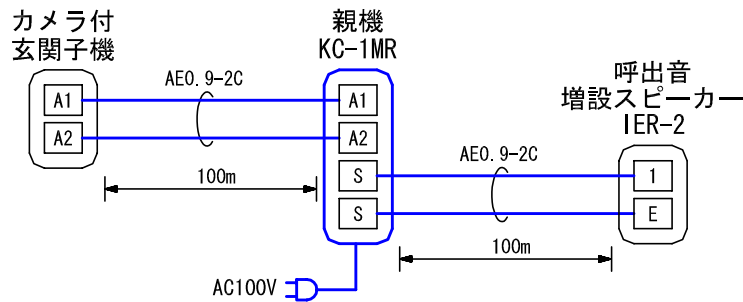 カメラ付
玄関子機
親機
KC-1MR
呼出音
増設スピーカー
IER-2
AE0.9-2C
A1
A2
A1
A2
S
S
100m
AE0.9-2C
1
E
100m
AC100V